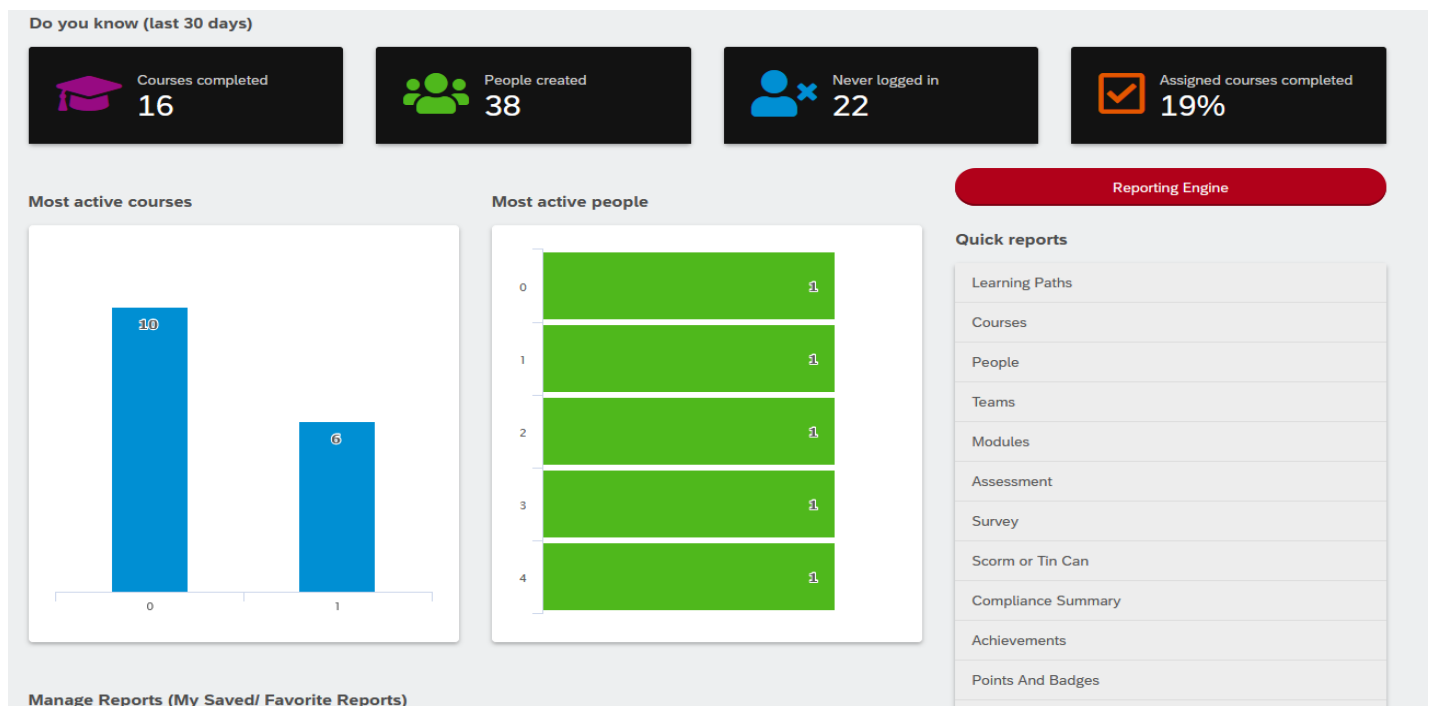 Do you know (last 30 days)
Courses completed
16
People created
38
Never logged in
22
Assigned courses completed
19%
Most active courses
10
6
0
1
Most active people
0
1
1
1
2
1
3
1
4
1
Reporting Engine
Quick reports
Learning Paths
Courses
People
Teams
Modules
Assessment
Survey
Scorm or Tin Can
Compliance Summary
Achievements
Points And Badges
Manage Reports (My Saved/ Favorite Reports)